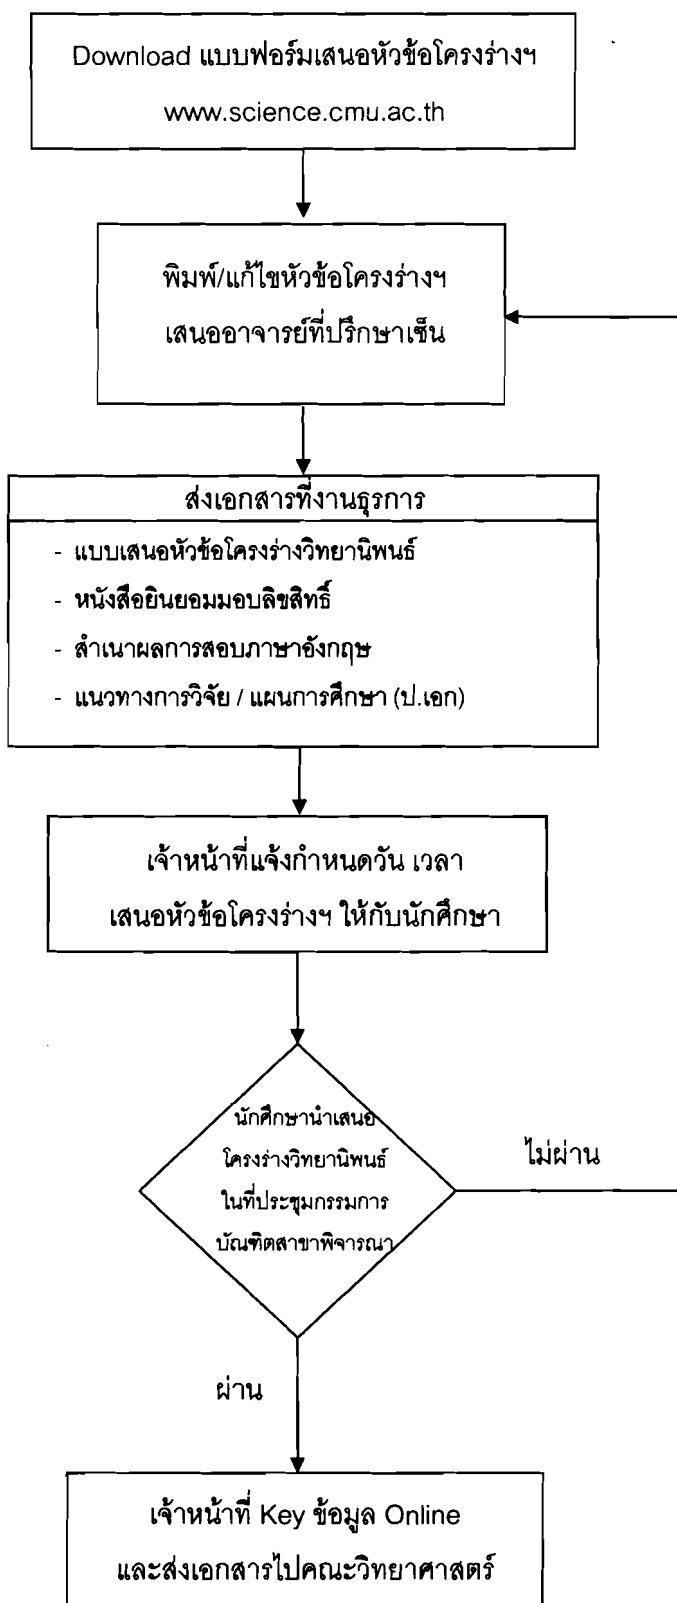 Download แบบฟอร์มเสนอหัวข้อโครงร่างฯ
www.science.cmu.ac.th
พิมพ์/แก้ไขหัวข้อโครงร่างฯ
เสนออาจารย์ที่ปรึกษาเซ็น
ส่งเอกสารที่งานธุรการ
- แบบเสนอหัวข้อโครงร่างวิทยานิพนธ์
- หนังสือยินยอมมอบลิขสิทธิ์
- สำเนาผลการสอบภาษาอังกฤษ
- แนวทางการวิจัย / แผนการศึกษา (ป.เอก)
เจ้าหน้าที่แจ้งกำหนดวัน เวลา
เสนอหัวข้อโครงร่างฯ ให้กับนักศึกษา
นักศึกษานำเสนอ
โครงร่างวิทยานิพนธ์
ในที่ประชุมกรรมการ
บัณฑิตสาขาพิจารณา
ไม่ผ่าน
ผ่าน
เจ้าหน้าที่ Key ข้อมูล Online
และส่งเอกสารไปคณะวิทยาศาสตร์